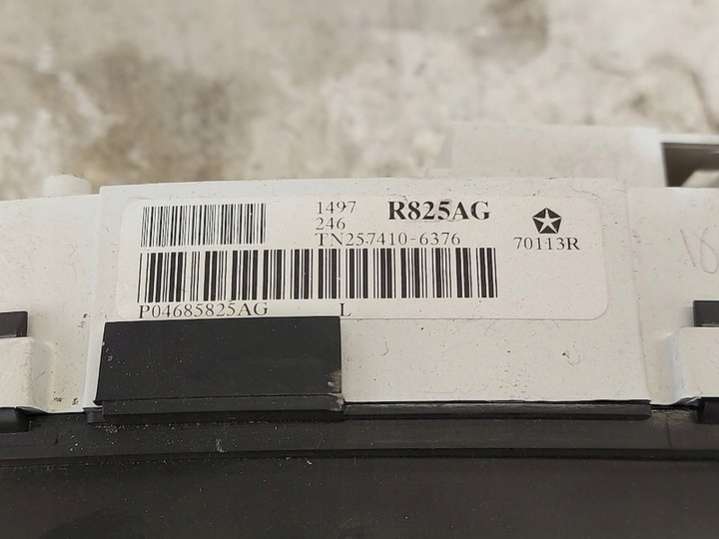 1497 R825AG
246
TN257410-6376
70113R
P04685825AG L